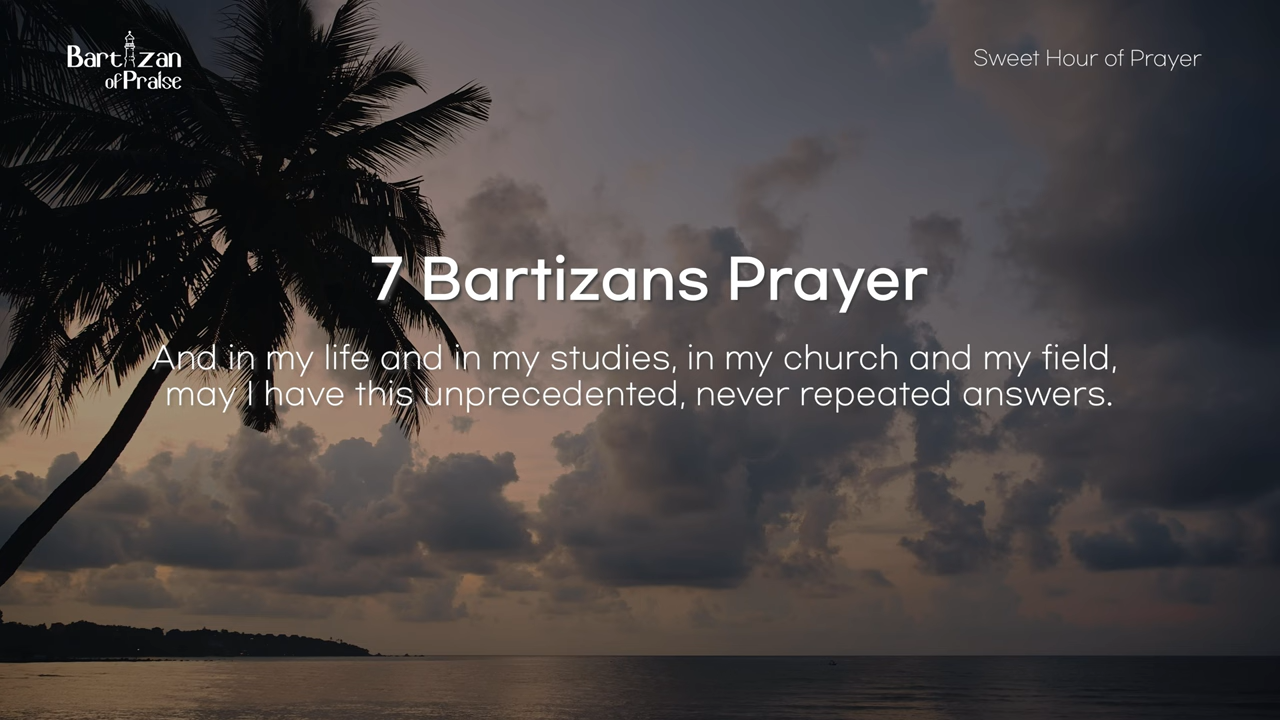 Bartizan
of Praise
Sweet Hour of Prayer
7 Bartizans Prayer
And in my life and in my studies, in my church and my field,
may I have this unprecedented, never repeated answers.